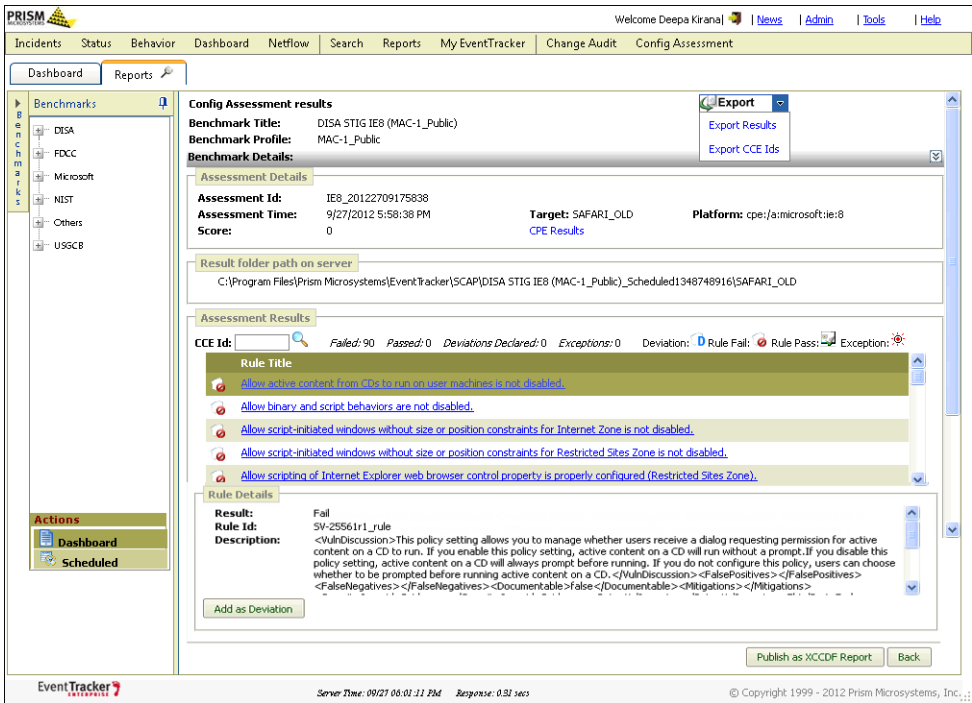 PRISM
MICROSYSTEMS
Welcome Deepa Kirana| | News | Admin | Tools | Help
Incidents Status Behavior Dashboard Netflow Search Reports My EventTracker Change Audit Config Assessment
Dashboard Reports
Benchmarks
Benchmarks
DISA
FDCC
Microsoft
NIST
Others
USGCB
Actions
Dashboard
Scheduled
Config Assessment results
Export
Export Results
Export CCE Ids
Benchmark Title: DISA STIG IE8 (MAC-1_Public)
Benchmark Profile: MAC-1_Public
Benchmark Details:
Assessment Details
Assessment Id: IE8_20122709175838
Assessment Time: 9/27/2012 5:58:38 PM Target: SAFARI_OLD Platform: cpe:/a:microsoft:ie:8
Score: 0 CPE Results
Result folder path on server
C:\Program Files\Prism Microsystems\EventTracker\SCAP\DISA STIG IE8 (MAC-1_Public)_Scheduled1348748916\SAFARI_OLD
Assessment Results
CCE Id: Failed: 90 Passed: 0 Deviations Declared: 0 Exceptions: 0 Deviation: D Rule Fail: Rule Pass: Exception:
Rule Title
Allow active content from CDs to run on user machines is not disabled.
Allow binary and script behaviors are not disabled.
Allow script-initiated windows without size or position constraints for Internet Zone is not disabled.
Allow script-initiated windows without size or position constraints for Restricted Sites Zone is not disabled.
Allow scripting of Internet Explorer web browser control property is properly configured (Restricted Sites Zone).
Rule Details
Result: Fail
Rule Id: SV-25561r1_rule
Description: <VulnDiscussion>This policy setting allows you to manage whether users receive a dialog requesting permission for active
content on a CD to run. If you enable this policy setting, active content on a CD will run without a prompt.If you disable this
policy setting, active content on a CD will always prompt before running. If you do not configure this policy, users can choose
whether to be prompted before running active content on a CD.</VulnDiscussion><FalsePositives></FalsePositives>
<FalseNegatives></FalseNegatives><Documentable>false</Documentable><Mitigations></Mitigations>
Add as Deviation
Publish as XCCDF Report Back
EventTracker
ENTERPRISE
Server Time: 09/27 06:01:11 PM Response: 0.31 secs
© Copyright 1999 - 2012 Prism Microsystems, Inc.